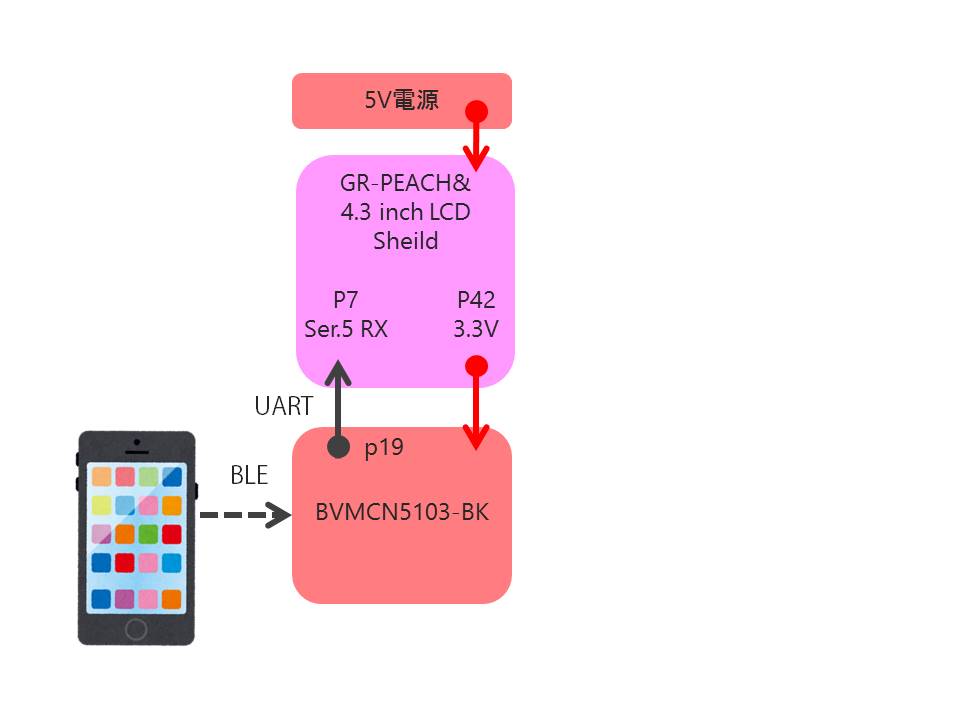 5V電源
GR-PEACH&
4.3 inch LCD
Sheild
P7
Ser.5 RX
P42
3.3V
UART
p19
BLE
BVMCN5103-BK